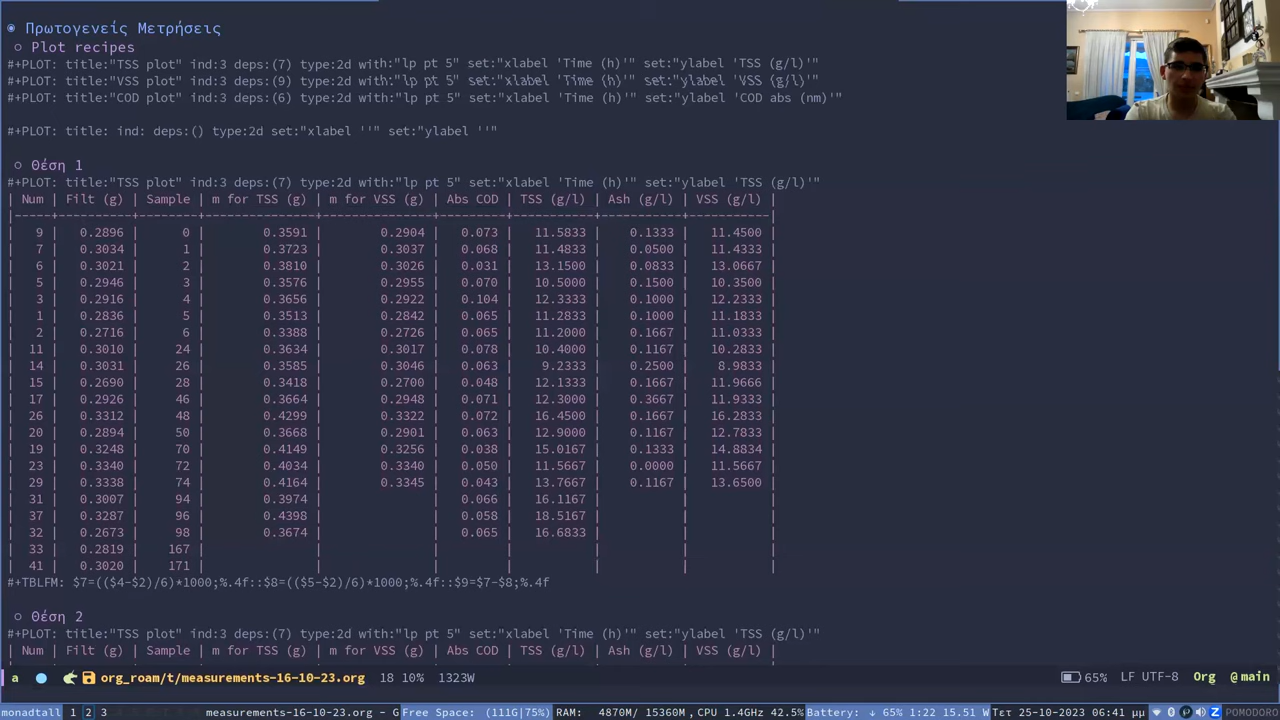 ◉ Πρωτογενείς Μετρήσεις
○ Plot recipes
#+PLOT: title:"TSS plot" ind:3 deps:(7) type:2d with:"lp pt 5" set:"xlabel 'Time (h)'" set:"ylabel 'TSS (g/l)'"
#+PLOT: title:"VSS plot" ind:3 deps:(9) type:2d with:"lp pt 5" set:"xlabel 'Time (h)'" set:"ylabel 'VSS (g/l)'"
#+PLOT: title:"COD plot" ind:3 deps:(6) type:2d with:"lp pt 5" set:"xlabel 'Time (h)'" set:"ylabel 'COD abs (nm)'"
#+PLOT: title: ind: deps:() type:2d set:"xlabel ''" set:"ylabel ''"
○ Θέση 1
#+PLOT: title:"TSS plot" ind:3 deps:(7) type:2d with:"lp pt 5" set:"xlabel 'Time (h)'" set:"ylabel 'TSS (g/l)'"
| Num | Filt (g) | Sample | m for TSS (g) | m for VSS (g) | Abs COD | TSS (g/l) | Ash (g/l) | VSS (g/l) |
|-----+----------+--------+---------------+---------------+---------+-----------+-----------+-----------|
| 9 | 0.2896 | 0 | 0.3591 | 0.2904 | 0.073 | 11.5833 | 0.1333 | 11.4500 |
| 7 | 0.3034 | 1 | 0.3723 | 0.3037 | 0.068 | 11.4833 | 0.0500 | 11.4333 |
| 6 | 0.3021 | 2 | 0.3810 | 0.3026 | 0.031 | 13.1500 | 0.0833 | 13.0667 |
| 5 | 0.2946 | 3 | 0.3576 | 0.2955 | 0.070 | 10.5000 | 0.1500 | 10.3500 |
| 3 | 0.2916 | 4 | 0.3656 | 0.2922 | 0.104 | 12.3333 | 0.1000 | 12.2333 |
| 1 | 0.2836 | 5 | 0.3513 | 0.2842 | 0.065 | 11.2833 | 0.1000 | 11.1833 |
| 2 | 0.2716 | 6 | 0.3388 | 0.2726 | 0.065 | 11.2000 | 0.1667 | 11.0333 |
| 11 | 0.3010 | 24 | 0.3634 | 0.3017 | 0.078 | 10.4000 | 0.1167 | 10.2833 |
| 14 | 0.3031 | 26 | 0.3585 | 0.3046 | 0.063 | 9.2333 | 0.2500 | 8.9833 |
| 15 | 0.2690 | 28 | 0.3418 | 0.2700 | 0.048 | 12.1333 | 0.1667 | 11.9666 |
| 17 | 0.2926 | 46 | 0.3664 | 0.2948 | 0.071 | 12.3000 | 0.3667 | 11.9333 |
| 26 | 0.3312 | 48 | 0.4299 | 0.3322 | 0.072 | 16.4500 | 0.1667 | 16.2833 |
| 20 | 0.2894 | 50 | 0.3668 | 0.2901 | 0.063 | 12.9000 | 0.1167 | 12.7833 |
| 19 | 0.3248 | 70 | 0.4149 | 0.3256 | 0.038 | 15.0167 | 0.1333 | 14.8834 |
| 23 | 0.3340 | 72 | 0.4034 | 0.3340 | 0.050 | 11.5667 | 0.0000 | 11.5667 |
| 29 | 0.3338 | 74 | 0.4164 | 0.3345 | 0.043 | 13.7667 | 0.1167 | 13.6500 |
| 31 | 0.3007 | 94 | 0.3974 | | 0.066 | 16.1167 | | |
| 37 | 0.3287 | 96 | 0.4398 | | 0.058 | 18.5167 | | |
| 32 | 0.2673 | 98 | 0.3674 | | 0.065 | 16.6833 | | |
| 33 | 0.2819 | 167 | | | | | | |
| 41 | 0.3020 | 171 | | | | | | |
#+TBLFM: $7=(($4-$2)/6)*1000;%.4f::$8=(($5-$2)/6)*1000;%.4f::$9=$7-$8;%.4f
○ Θέση 2
#+PLOT: title:"TSS plot" ind:3 deps:(7) type:2d with:"lp pt 5" set:"xlabel 'Time (h)'" set:"ylabel 'TSS (g/l)'"
| Num | Filt (g) | Sample | m for TSS (g) | m for VSS (g) | Abs COD | TSS (g/l) | Ash (g/l) | VSS (g/l) |
a org_roam/t/measurements-16-10-23.org 18 10% 1323W 65% LF UTF-8 Org @main
monadtall 1 2 3 measurements-16-10-23.org - G Free Space: (111G|75%) RAM: 4870M/ 15360M, CPU 1.4GHz 42.5% Battery: ↓ 65% 1:22 15.51 W Τετ 25-10-2023 06:41 μμ POMODORO